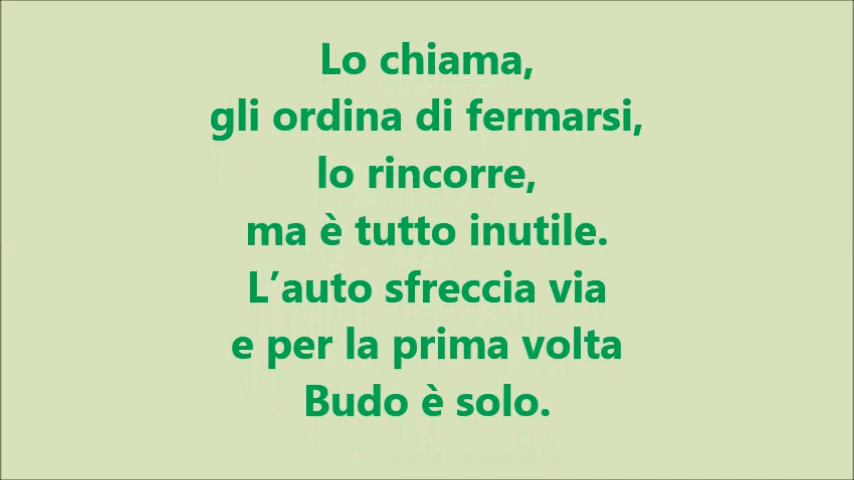 Lo chiama,
gli ordina di fermarsi,
lo rincorre,
ma è tutto inutile.
L’auto sfreccia via
e per la prima volta
Budo è solo.